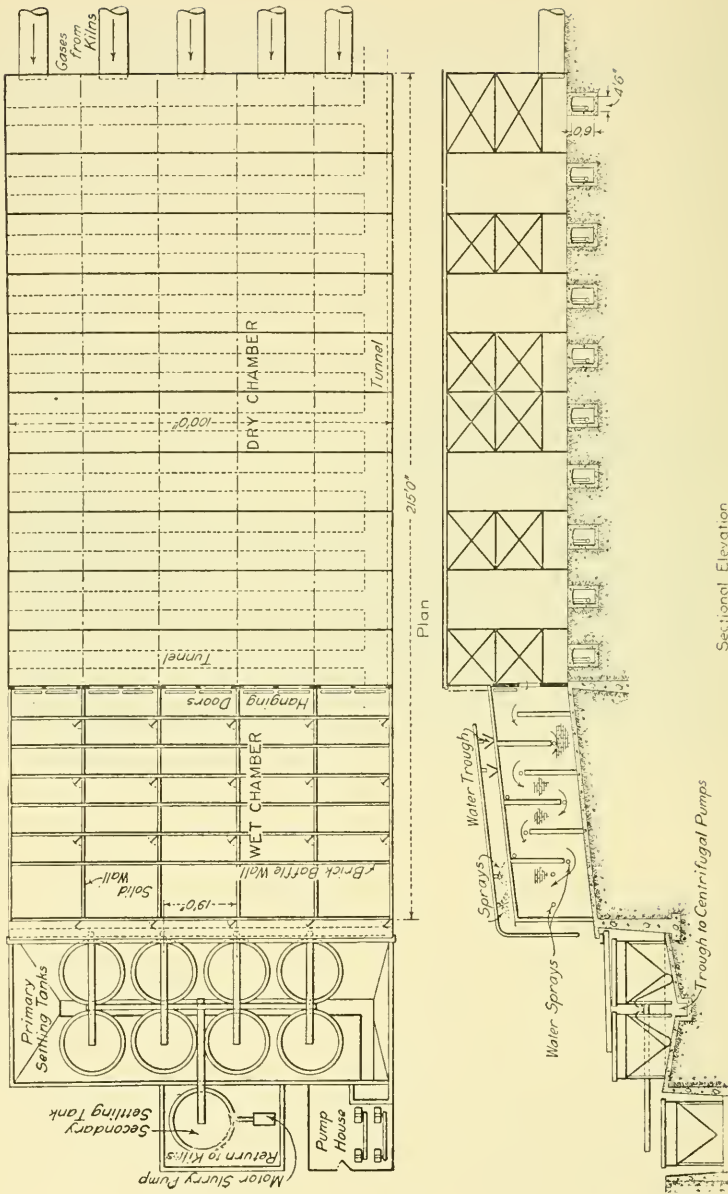 Gases
from
Kilns
DRY CHAMBER
100'0"
Tunnel
215'0"
Tunnel
Hanging
Doors
WET CHAMBER
Solid
Wall
19'0"
Brick Baffle Wall
Primary
Settling Tanks
Secondary
Settling Tank
Return to Kilns
Motor Slurry Pump
Pump
House
Plan
6'0"
4'6"
Water Trough
Sprays
Water Sprays
Trough to Centrifugal Pumps
Sectional Elevation